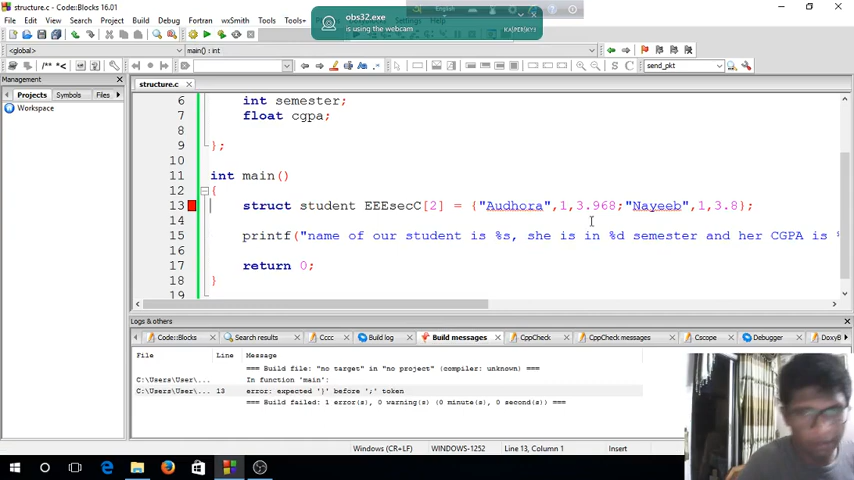 structure.c - Code::Blocks 16.01
File Edit View Search Project Build
Fortran wxSmith Tools Tools+
English
obs32.exe
is using the webcam
KASPERSKY
<global> main() : int
/** *< send_pkt
S C
Management
Projects Symbols Files
Workspace
structure.c
6 int semester;
7 float cgpa;
8
9 };
10
11 int main()
12 {
13 struct student EEEsecC[2] = {"Audhora",1,3.968;"Nayeeb",1,3.8};
14
15 printf("name of our student is %s, she is in %d semester and her CGPA is %
16
17 return 0;
18 }
19
Logs & others
Code::Blocks Search results Cccc Build log Build messages CppCheck CppCheck messages Cscope Debugger DoxyB
File Line Message
=== Build file: "no target" in "no project" (compiler: unknown) ===
C:\Users\User\... In function 'main':
C:\Users\User\... 13 error: expected '}' before ';' token
=== Build failed: 1 error(s), 0 warning(s) (0 minute(s), 0 second(s)) ===
Windows (CR+LF) WINDOWS-1252 Line 13, Column 1 Insert